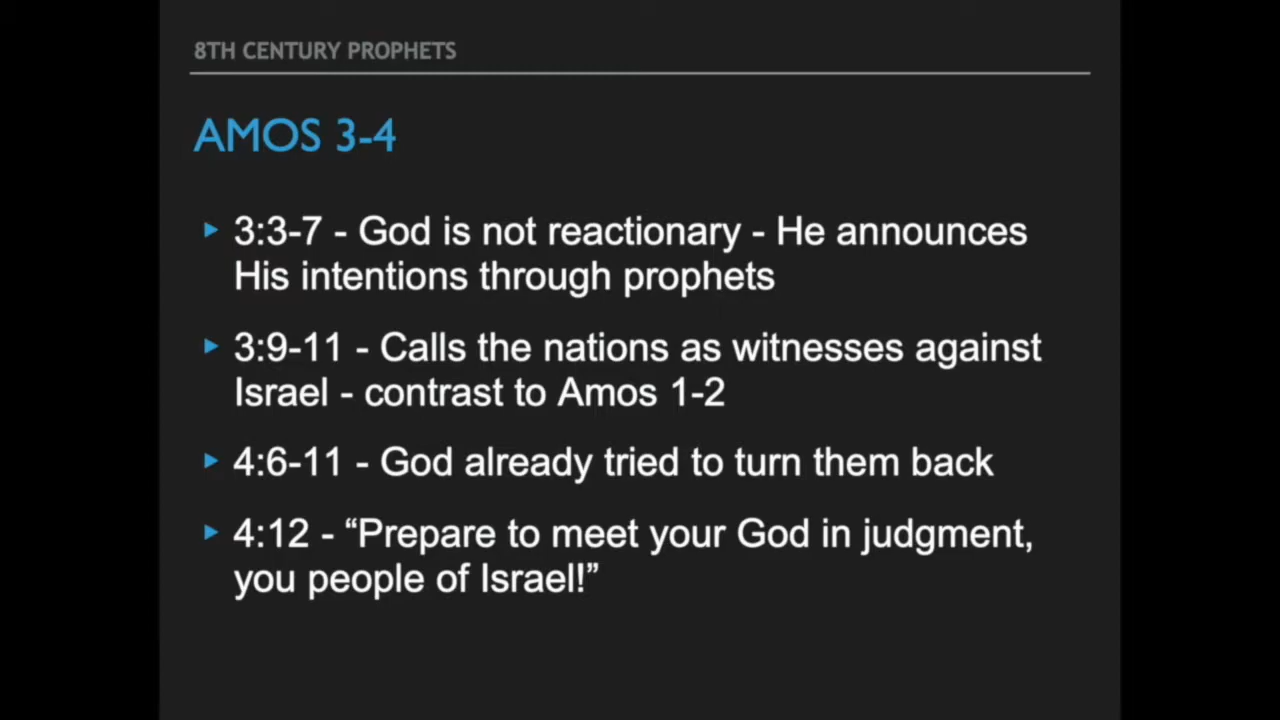 8TH CENTURY PROPHETS
AMOS 3-4
3:3-7 - God is not reactionary - He announces
His intentions through prophets
3:9-11 - Calls the nations as witnesses against
Israel - contrast to Amos 1-2
4:6-11 - God already tried to turn them back
4:12 - “Prepare to meet your God in judgment,
you people of Israel!”